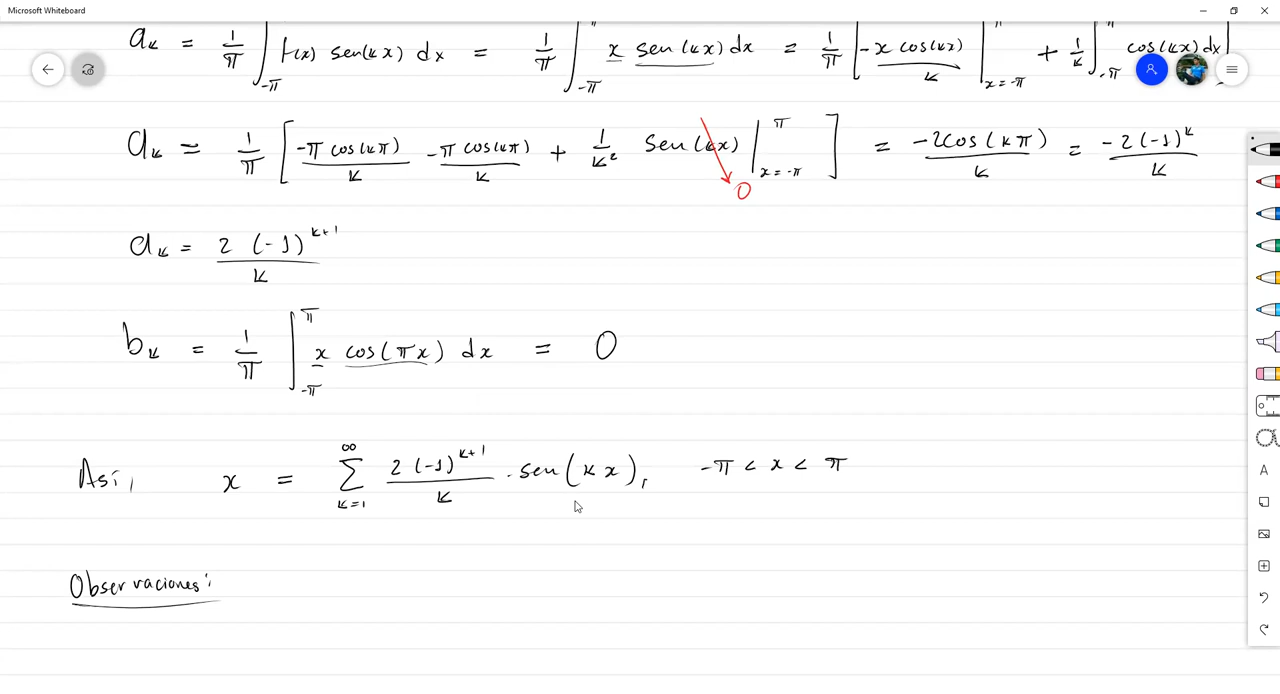 Microsoft Whiteboard
a_k = 1/π ∫_{-π}^{π} f(x) sen(kx) dx = 1/π ∫_{-π}^{π} x sen(kx) dx = 1/π [ -x cos(kx)/k |_{x=-π}^{π} + 1/k ∫_{-π}^{π} cos(kx) dx ]
a_k = 1/π [ -π cos(kπ)/k -π cos(kπ)/k + 1/k² sen(kx) |_{x=-π}^{π} ] = -2cos(kπ)/k = -2(-1)^k/k
0
a_k = 2(-1)^{k+1}/k
b_k = 1/π ∫_{-π}^{π} x cos(πx) dx = 0
Así, x = ∑_{k=1}^{∞} 2(-1)^{k+1}/k · sen(kx), -π < x < π
Observaciones: